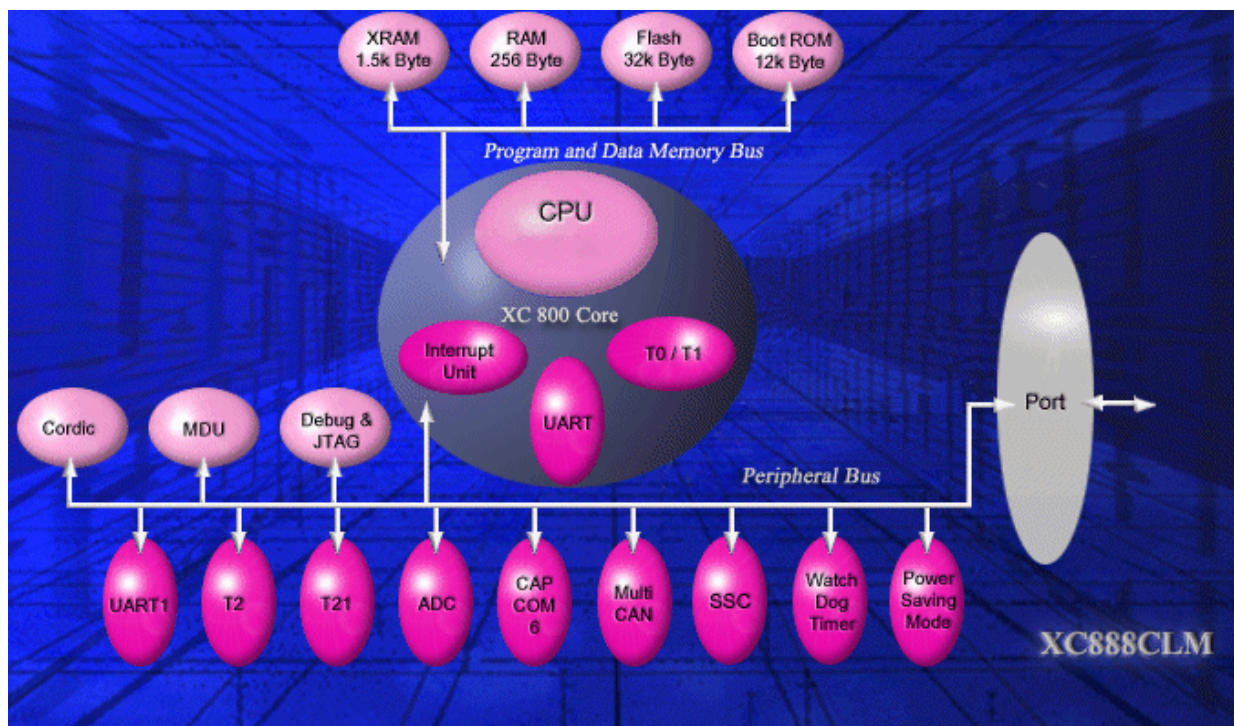 XRAM
1.5k Byte
RAM
256 Byte
Flash
32k Byte
Boot ROM
12k Byte
Program and Data Memory Bus
CPU
XC 800 Core
Interrupt
Unit
T0 / T1
UART
Port
Cordic
MDU
Debug &
JTAG
Peripheral Bus
UART1
T2
T21
ADC
CAP
COM
6
Multi
CAN
SSC
Watch
Dog
Timer
Power
Saving
Mode
XC888CLM